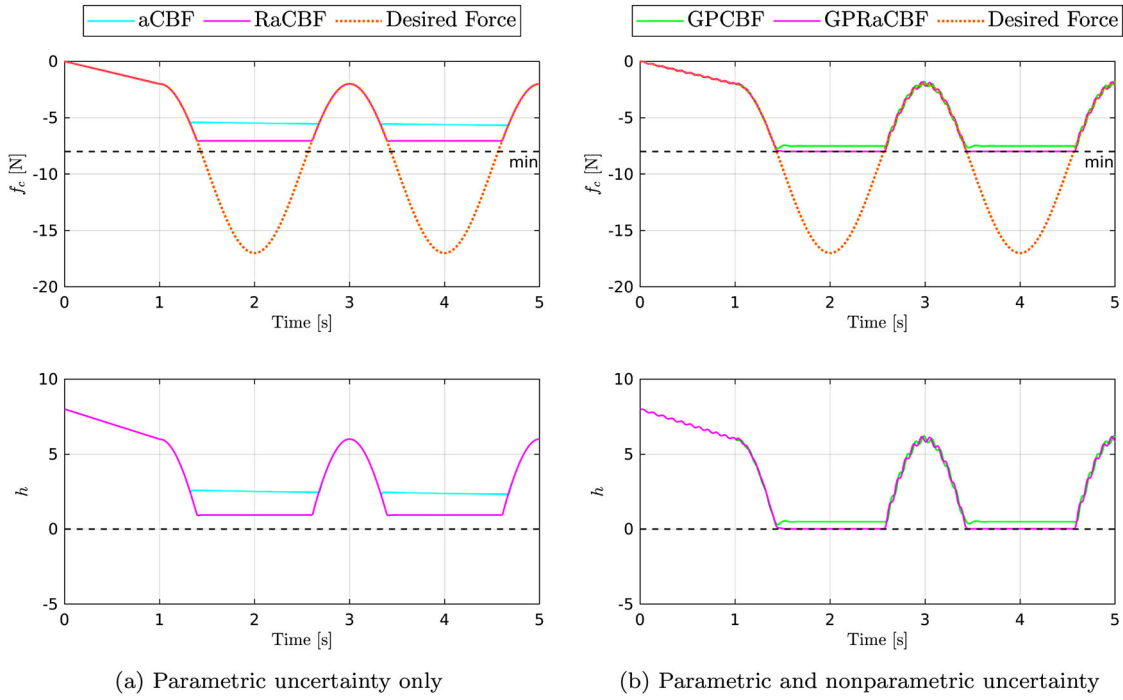 aCBF RaCBF Desired Force
0
-5
-10
-15
-20
f_c [N]
min
0 1 2 3 4 5
Time [s]
10
5
0
-5
h
0 1 2 3 4 5
Time [s]
(a) Parametric uncertainty only
GPCBF GPRaCBF Desired Force
0
-5
-10
-15
-20
f_c [N]
min
0 1 2 3 4 5
Time [s]
10
5
0
-5
h
0 1 2 3 4 5
Time [s]
(b) Parametric and nonparametric uncertainty